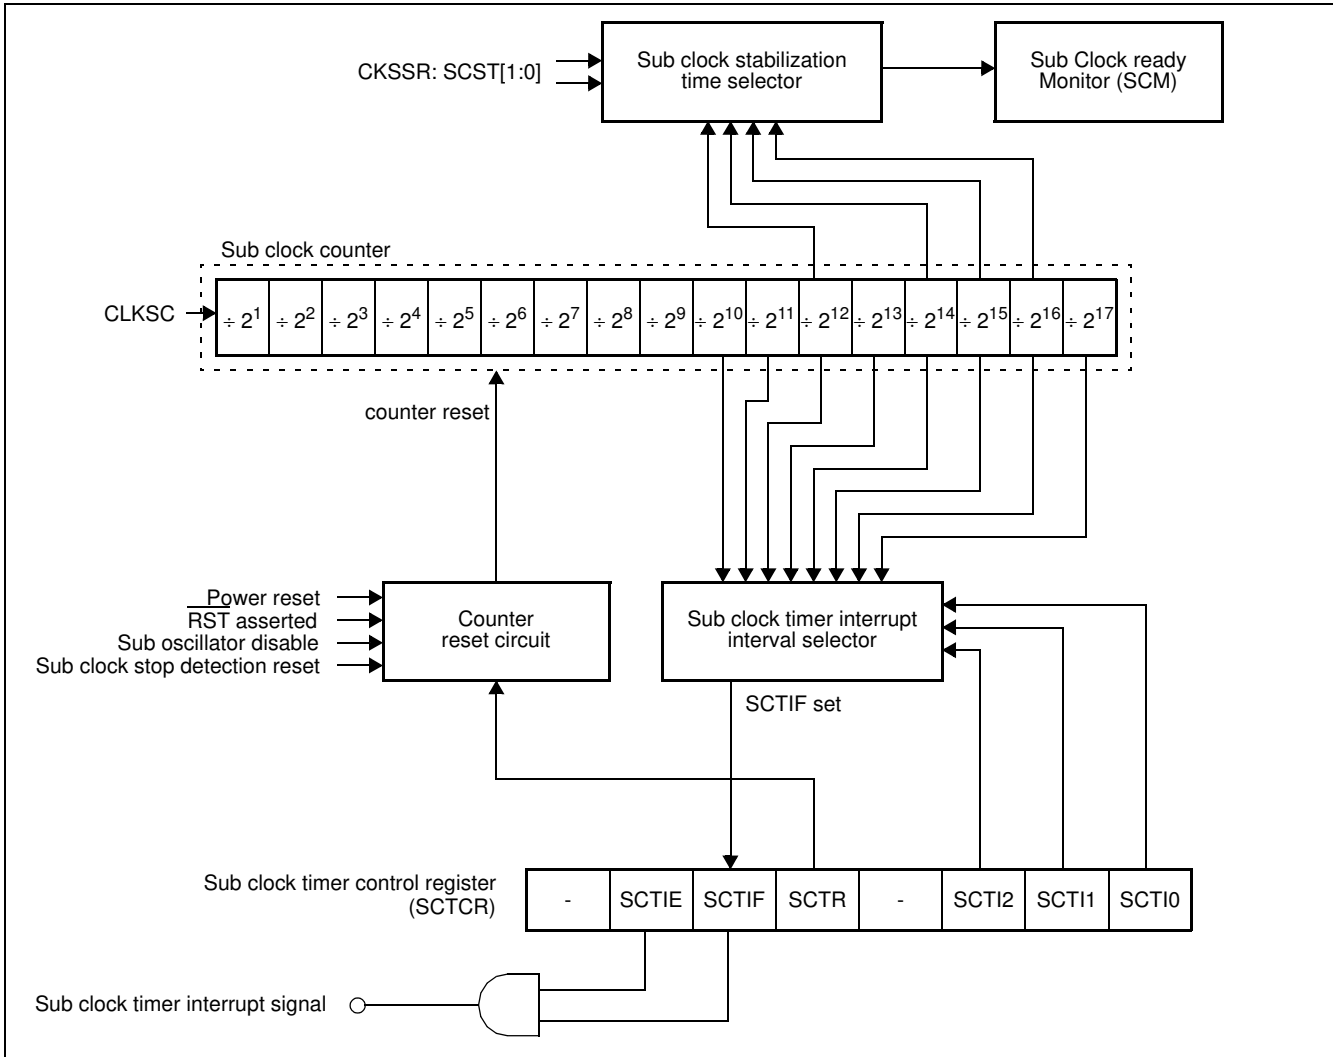 CKSSR: SCST[1:0]
Sub clock stabilization
time selector
Sub Clock ready
Monitor (SCM)
Sub clock counter
CLKSC
÷ 2¹ ÷ 2² ÷ 2³ ÷ 2⁴ ÷ 2⁵ ÷ 2⁶ ÷ 2⁷ ÷ 2⁸ ÷ 2⁹ ÷ 2¹⁰ ÷ 2¹¹ ÷ 2¹² ÷ 2¹³ ÷ 2¹⁴ ÷ 2¹⁵ ÷ 2¹⁶ ÷ 2¹⁷
counter reset
Power reset
RST asserted
Sub oscillator disable
Sub clock stop detection reset
Counter
reset circuit
Sub clock timer interrupt
interval selector
SCTIF set
Sub clock timer control register
(SCTCR)
- SCTIE SCTIF SCTR - SCTI2 SCTI1 SCTI0
Sub clock timer interrupt signal